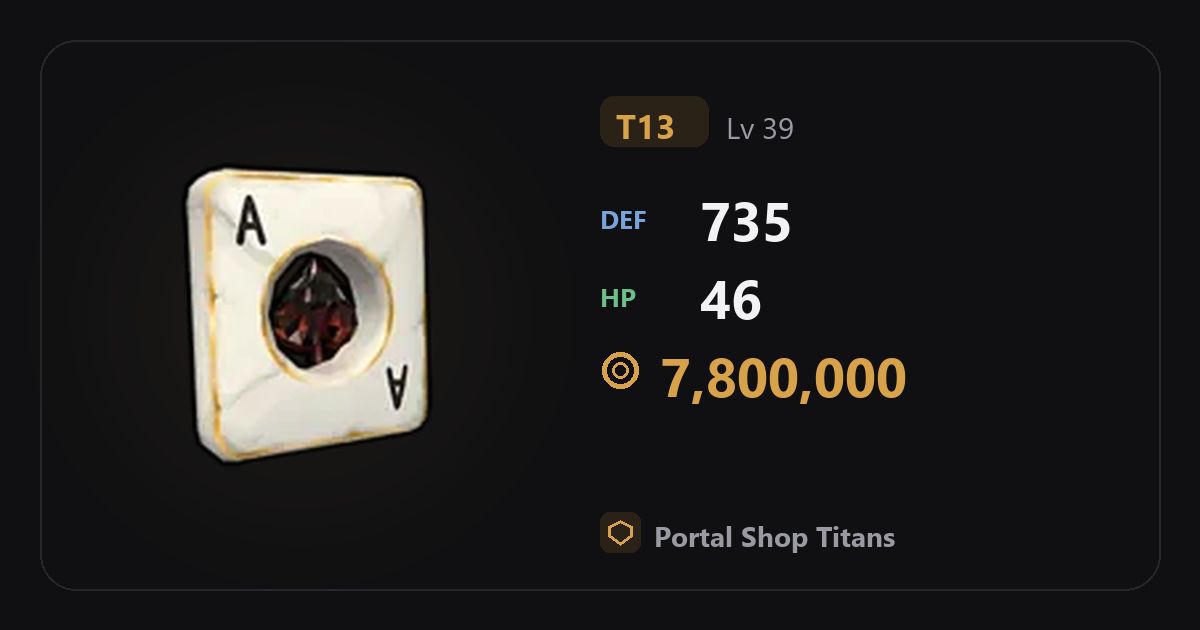 A
A
T13 Lv 39
DEF 735
HP 46
7,800,000
Portal Shop Titans